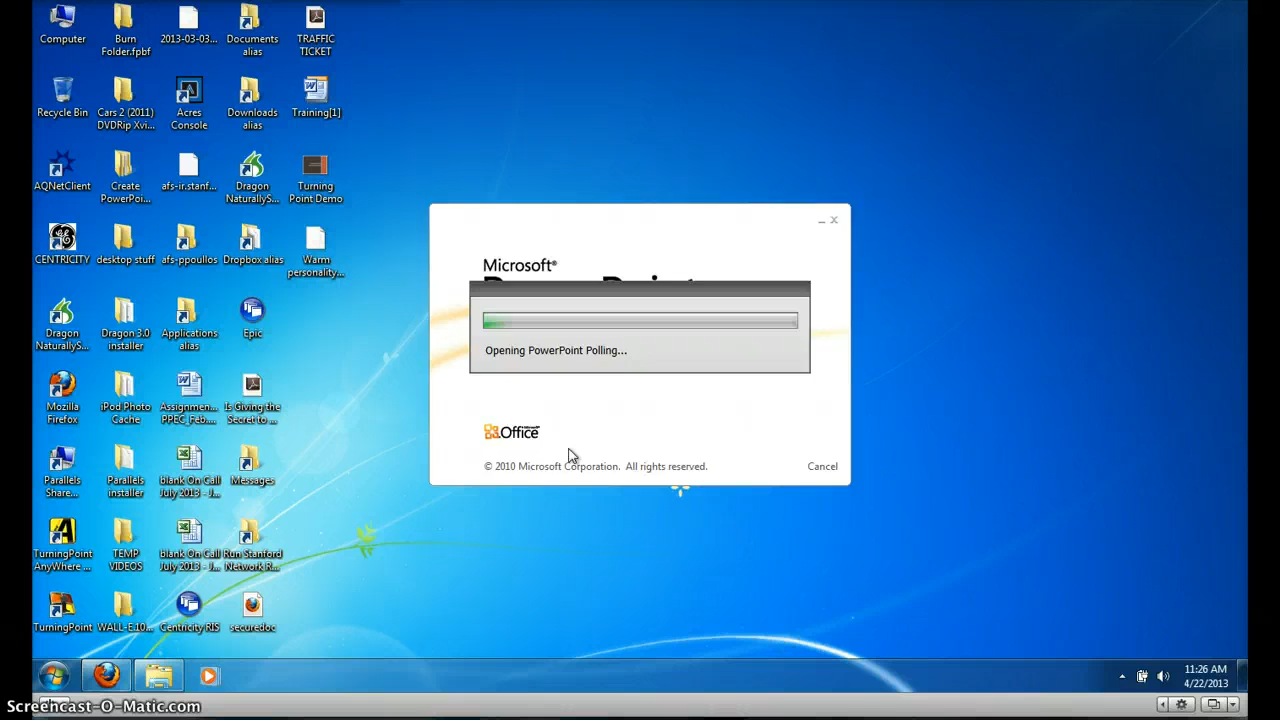 Computer
Burn
Folder.fpbf
2013-03-03...
Documents
alias
TRAFFIC
TICKET
Recycle Bin
Cars 2 (2011)
DVDRip Xvi...
Acres
Console
Downloads
alias
Training[1]
AQNetClient
Create
PowerPoi...
afs-ir.stanf...
Dragon
NaturallyS...
Turning
Point Demo
CENTRICITY
desktop stuff
afs-ppoullos
Dropbox alias
Warm
personality...
Dragon
NaturallyS...
Dragon 3.0
installer
Applications
alias
Epic
Mozilla
Firefox
iPod Photo
Cache
Assignmen...
PPEC_Feb...
Is Giving the
Secret to ...
Parallels
Share...
Parallels
installer
blank On Call
July 2013 - J...
Messages
TurningPoint
AnyWhere ...
TEMP
VIDEOS
blank On Call
July 2013 - J...
Run Stanford
Network R...
TurningPoint
WALL-E.10...
Centricity RIS
securedoc
Microsoft®
Opening PowerPoint Polling...
Office
© 2010 Microsoft Corporation. All rights reserved.
Cancel
11:26 AM
4/22/2013
Screencast-O-Matic.com